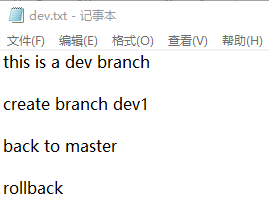 dev.txt - 记事本
文件(F) 编辑(E) 格式(O) 查看(V) 帮助(H)
this is a dev branch
create branch dev1
back to master
rollback